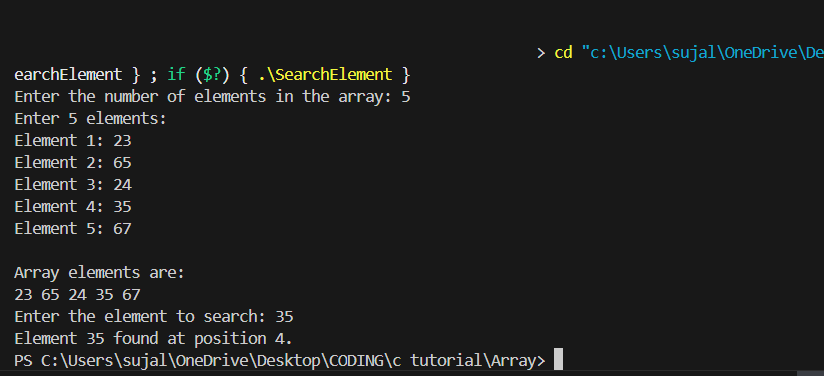 > cd "c:\Users\sujal\OneDrive\De
earchElement } ; if ($?) { .\SearchElement }
Enter the number of elements in the array: 5
Enter 5 elements:
Element 1: 23
Element 2: 65
Element 3: 24
Element 4: 35
Element 5: 67
Array elements are:
23 65 24 35 67
Enter the element to search: 35
Element 35 found at position 4.
PS C:\Users\sujal\OneDrive\Desktop\CODING\c tutorial\Array>